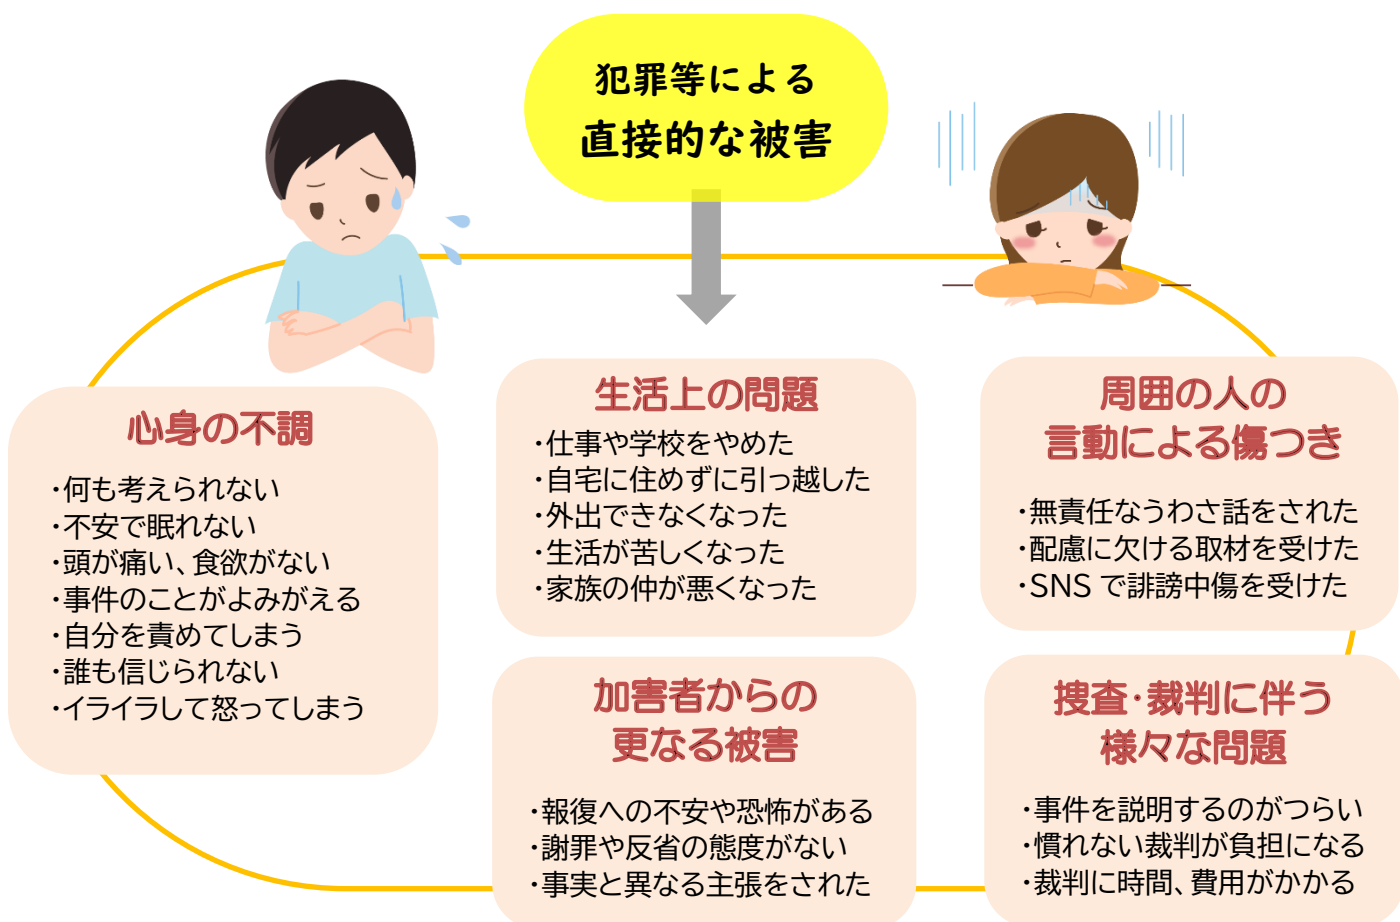 犯罪等による
直接的な被害
心身の不調
・何も考えられない
・不安で眠れない
・頭が痛い、食欲がない
・事件のことがよみがえる
・自分を責めてしまう
・誰も信じられない
・イライラして怒ってしまう
生活上の問題
・仕事や学校をやめた
・自宅に住めずに引っ越した
・外出できなくなった
・生活が苦しくなった
・家族の仲が悪くなった
周囲の人の
言動による傷つき
・無責任なうわさ話をされた
・配慮に欠ける取材を受けた
・SNS で誹謗中傷を受けた
加害者からの
更なる被害
・報復への不安や恐怖がある
・謝罪や反省の態度がない
・事実と異なる主張をされた
捜査・裁判に伴う
様々な問題
・事件を説明するのがつらい
・慣れない裁判が負担になる
・裁判に時間、費用がかかる